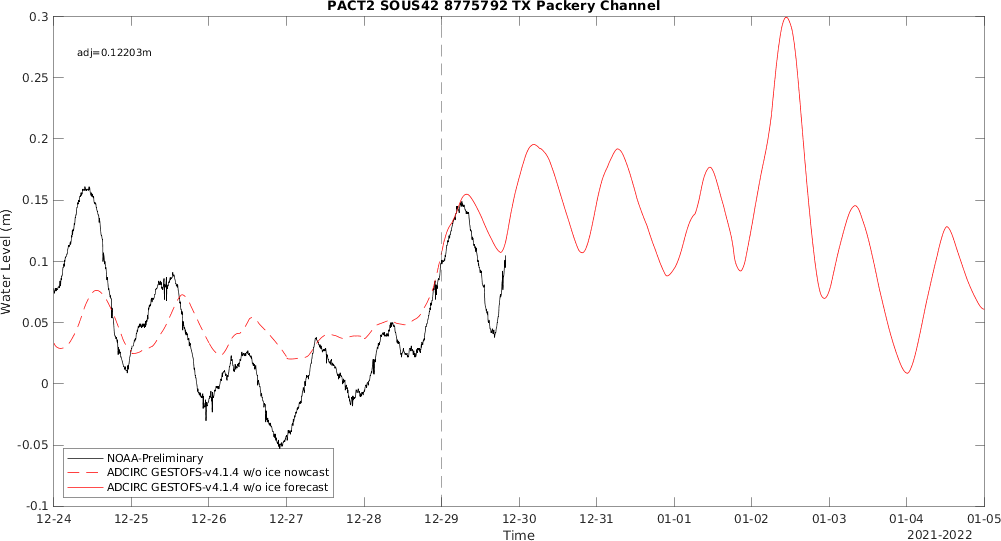 PACT2 SOUS42 8775792 TX Packery Channel
adj=0.12203m
0.3
0.25
0.2
0.15
0.1
0.05
0
-0.05
-0.1
Water Level (m)
NOAA-Preliminary
ADCIRC GESTOFS-v4.1.4 w/o ice nowcast
ADCIRC GESTOFS-v4.1.4 w/o ice forecast
12-24 12-25 12-26 12-27 12-28 12-29 12-30 12-31 01-01 01-02 01-03 01-04 01-05
Time
2021-2022